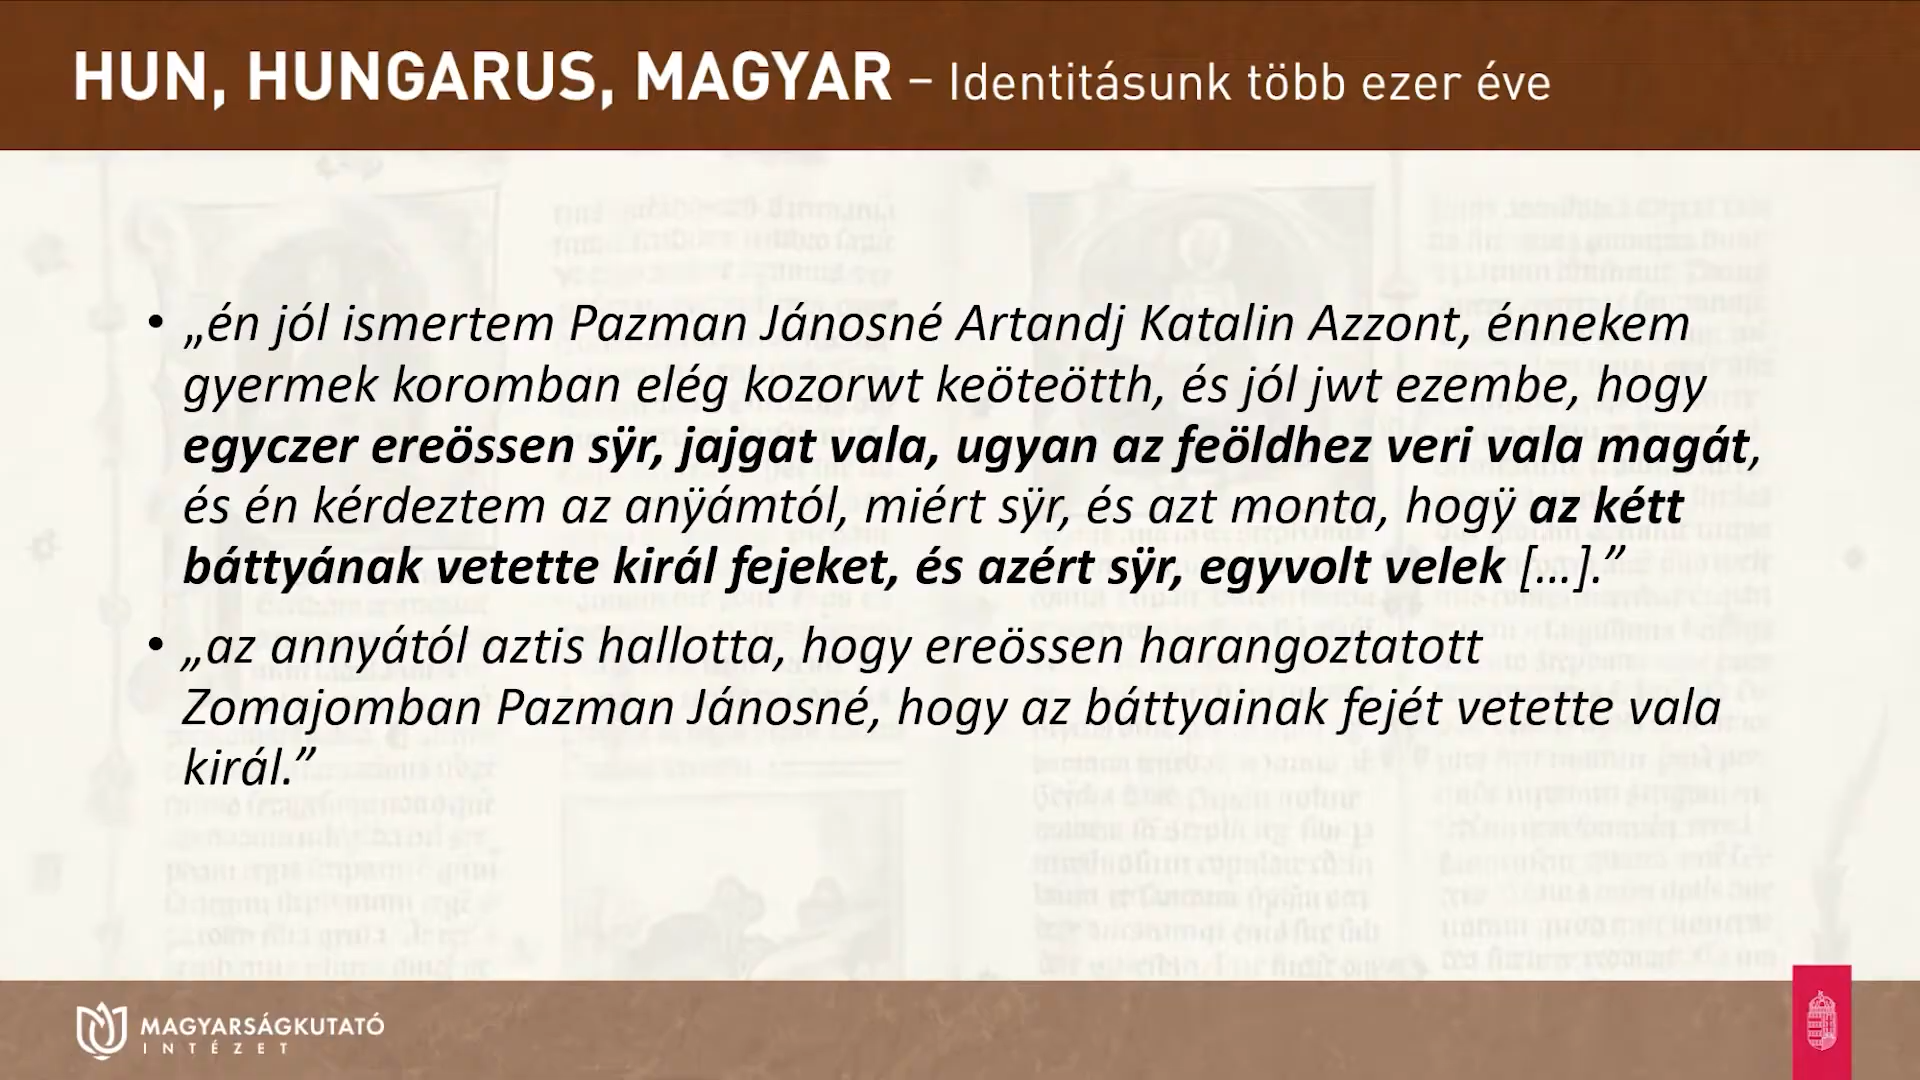 HUN, HUNGARUS, MAGYAR – Identitásunk több ezer éve
• „én jól ismertem Pazman Jánosné Artandj Katalin Azzont, énnekem
gyermek koromban elég kozorwt keöteötth, és jól jwt ezembe, hogy
egyczer ereössen sÿr, jajgat vala, ugyan az feöldhez veri vala magát,
és én kérdeztem az anÿámtól, miért sÿr, és azt monta, hogÿ az kétt
báttyának vetette királ fejeket, és azért sÿr, egyvolt velek [...].”
• „az annyától aztis hallotta, hogy ereössen harangoztatott
Zomajomban Pazman Jánosné, hogy az báttyainak fejét vetette vala
királ.”
MAGYARSÁGKUTATÓ
INTÉZET